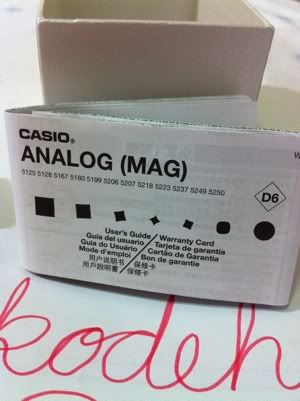 CASIO®
ANALOG (MAG)
5125 5128 5167 5180 5199 5206 5207 5218 5223 5237 5249 5250
D6
W
User's Guide / Warranty Card
Guía del usuario / Tarjeta de garantía
Guia do Usuário / Cartão de Garantia
Mode d'emploi / Bon de garantie
用户说明书 / 保修卡
用戶說明書 / 保修卡
kodeh